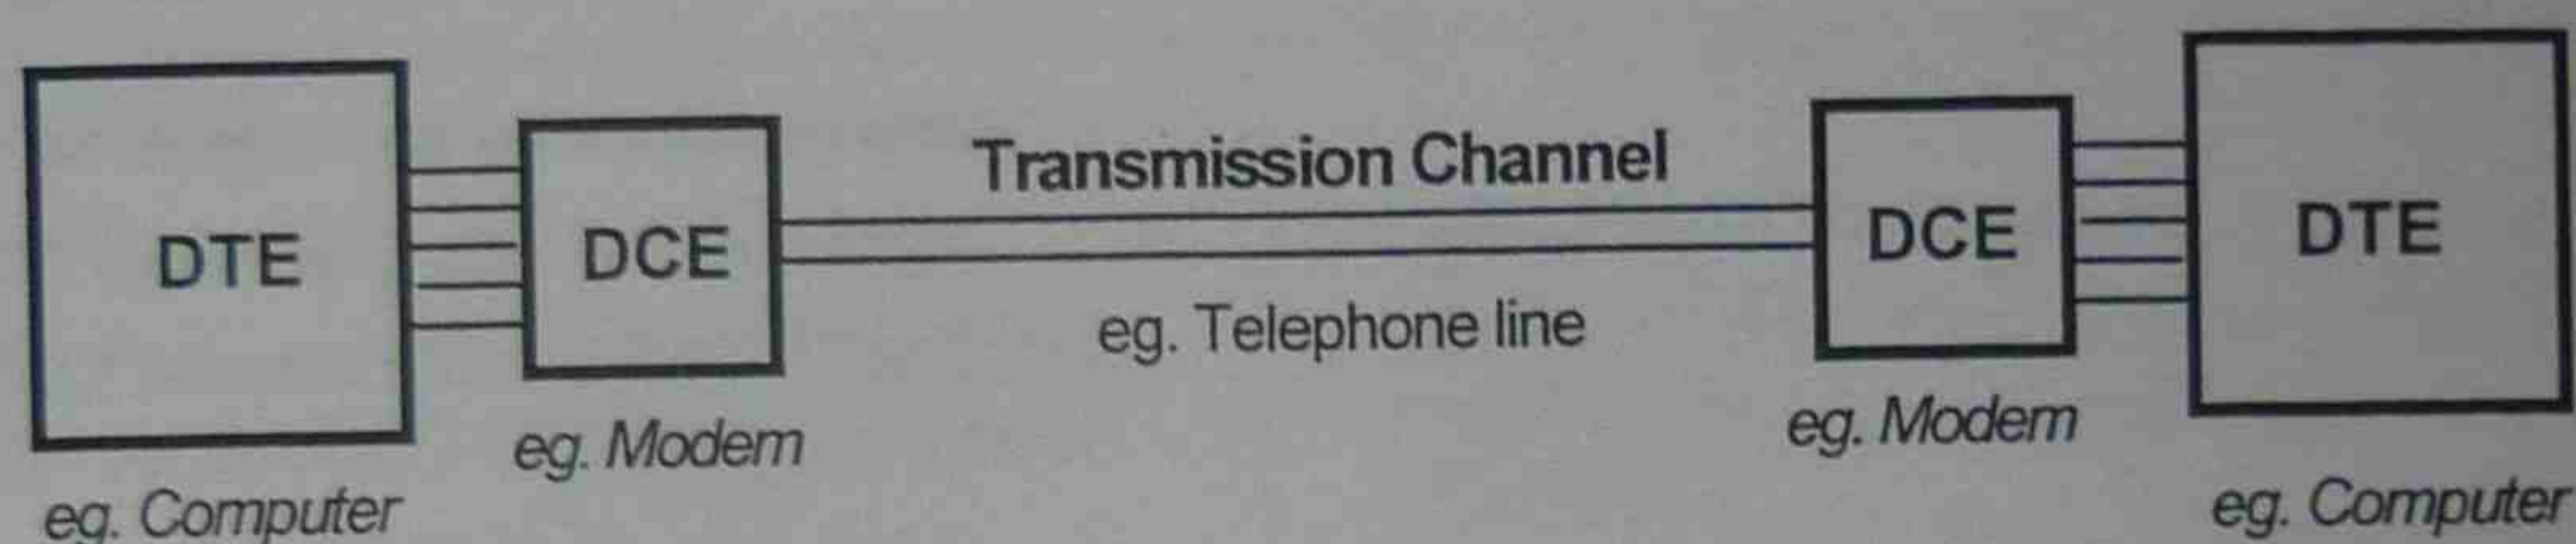 Transmission Channel
DTE
DCE
DCE
DTE
eg. Telephone line
eg. Modem
eg. Modem
eg. Computer
eg. Computer